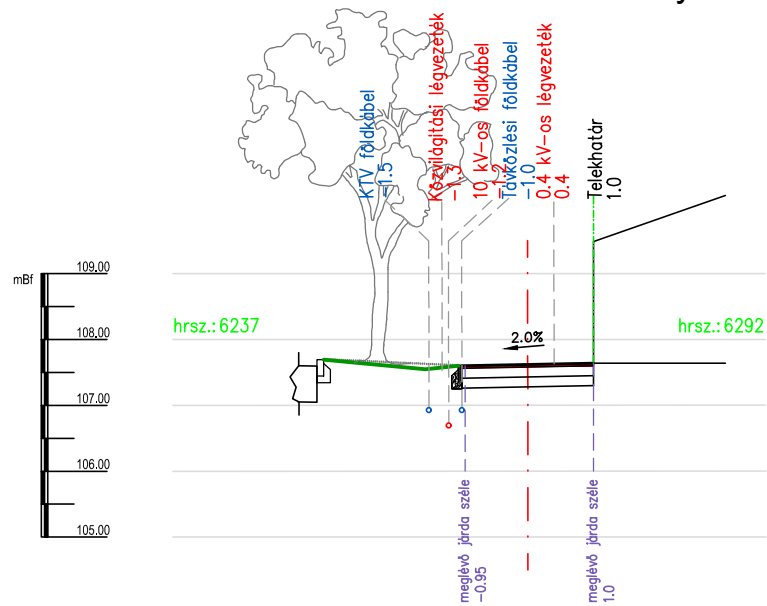 KTV földkábel
-1.5
Közvilágítási légvezeték
-1.3
10 kV-os földkábel
-1.2
Távközlési földkábel
-1.0
0.4 kV-os légvezeték
0.4
Telekhatár
1.0
mBf
109.00
108.00
107.00
106.00
105.00
hrsz.:6237
2.0%
hrsz.:6292
meglévő járda széle
-0.95
meglévő járda széle
1.0